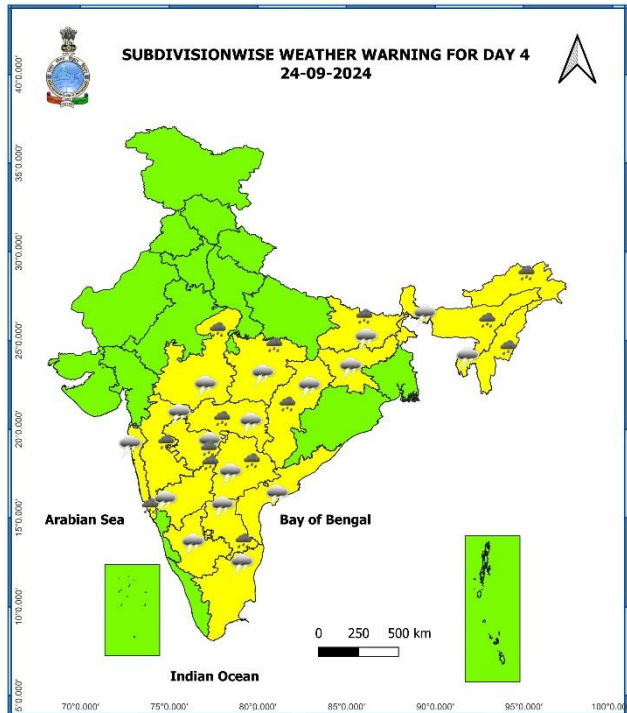 SUBDIVISIONWISE WEATHER WARNING FOR DAY 4
24-09-2024
40°0.000'
35°0.000'
30°0.000'
25°0.000'
20°0.000'
15°0.000'
10°0.000'
5°0.000'
Arabian Sea
Bay of Bengal
0 250 500 km
Indian Ocean
70°0.000' 75°0.000' 80°0.000' 85°0.000' 90°0.000' 95°0.000' 100°0.0